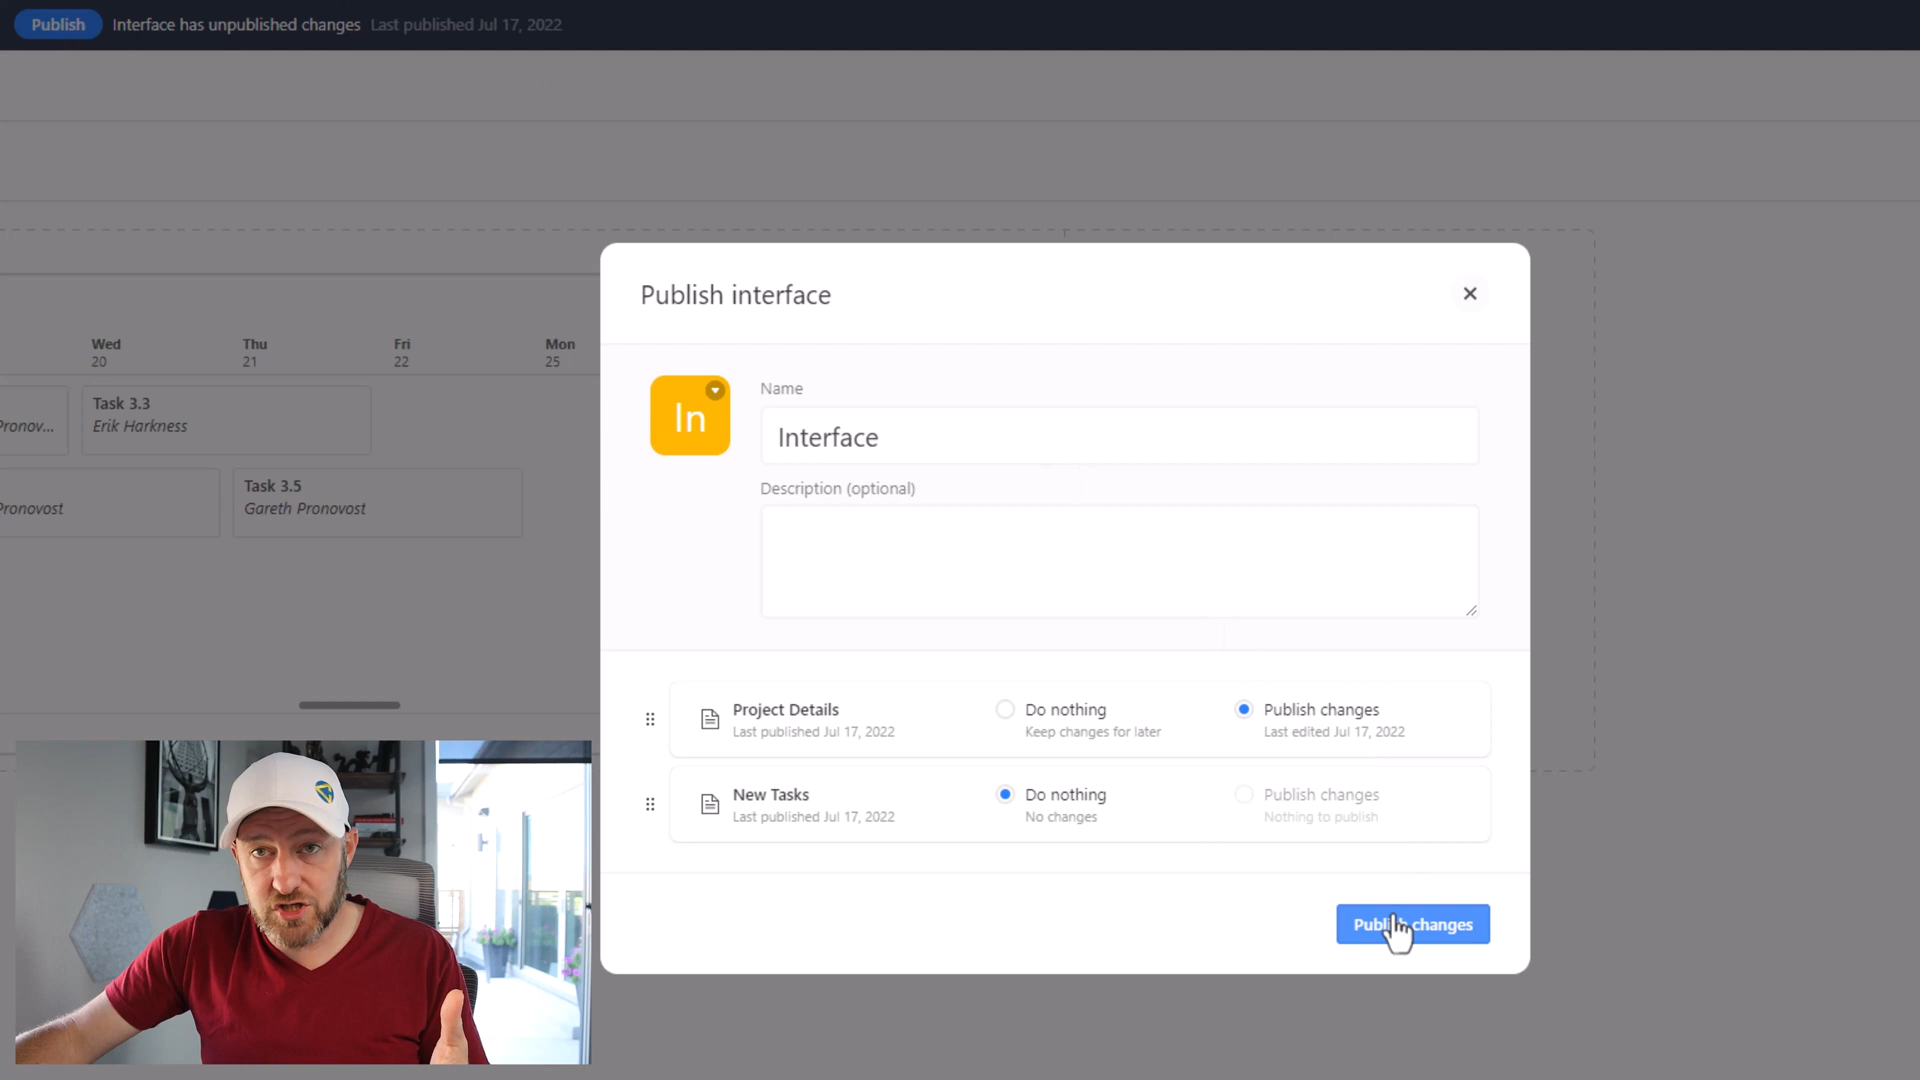 Publish Interface has unpublished changes Last published Jul 17, 2022
Publish interface
Wed Thu Fri Mon
20 21 22 25
Task 3.3
Pronov... Erik Harkness
Task 3.5
Pronovost Gareth Pronovost
In
Name
Interface
Description (optional)
Project Details Do nothing Publish changes
Last published Jul 17, 2022 Keep changes for later Last edited Jul 17, 2022
New Tasks Do nothing Publish changes
Last published Jul 17, 2022 No changes Nothing to publish
Publish changes